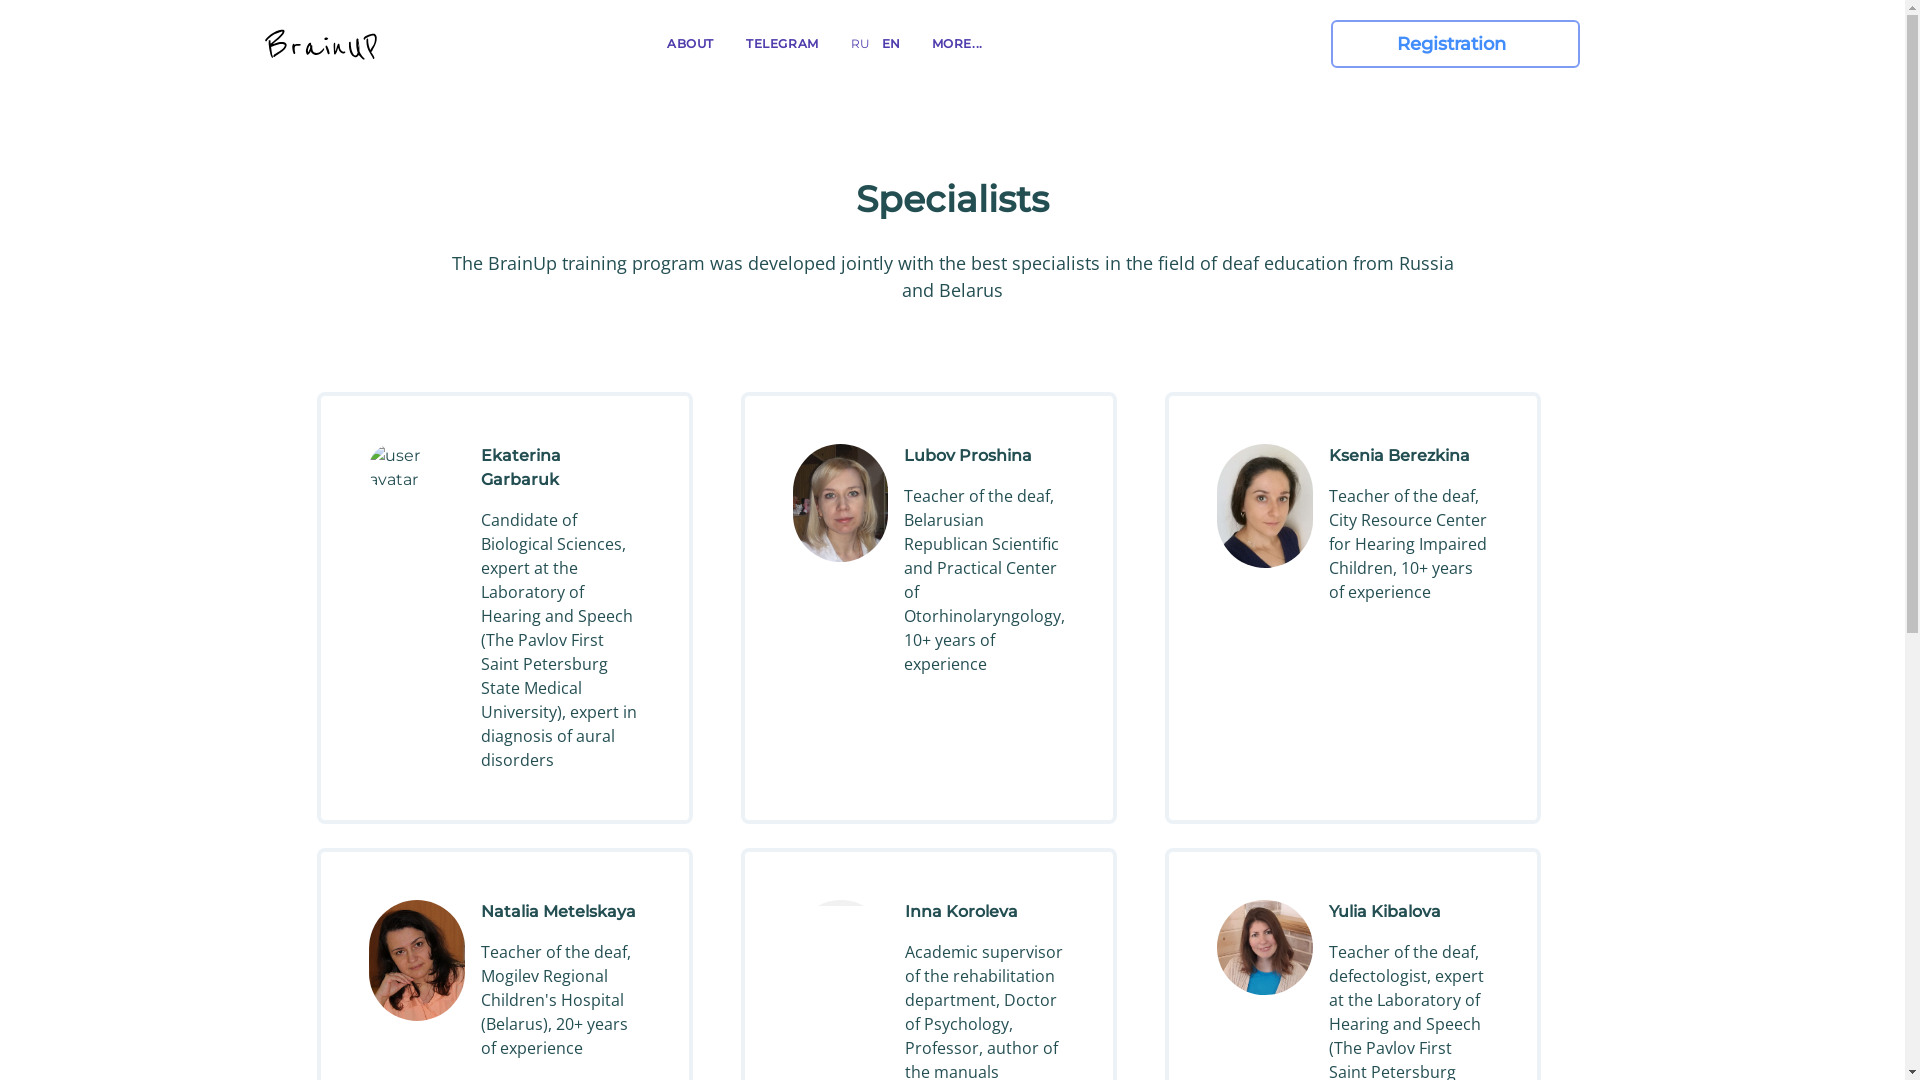 BrainUP
ABOUT
TELEGRAM
RU
EN
MORE...
Registration
Specialists
The BrainUp training program was developed jointly with the best specialists in the field of deaf education from Russia
and Belarus
user
avatar
Ekaterina
Garbaruk
Candidate of
Biological Sciences,
expert at the
Laboratory of
Hearing and Speech
(The Pavlov First
Saint Petersburg
State Medical
University), expert in
diagnosis of aural
disorders
Lubov Proshina
Teacher of the deaf,
Belarusian
Republican Scientific
and Practical Center
of
Otorhinolaryngology,
10+ years of
experience
Ksenia Berezkina
Teacher of the deaf,
City Resource Center
for Hearing Impaired
Children, 10+ years
of experience
Natalia Metelskaya
Teacher of the deaf,
Mogilev Regional
Children's Hospital
(Belarus), 20+ years
of experience
Inna Koroleva
Academic supervisor
of the rehabilitation
department, Doctor
of Psychology,
Professor, author of
the manuals
Yulia Kibalova
Teacher of the deaf,
defectologist, expert
at the Laboratory of
Hearing and Speech
(The Pavlov First
Saint Petersburg